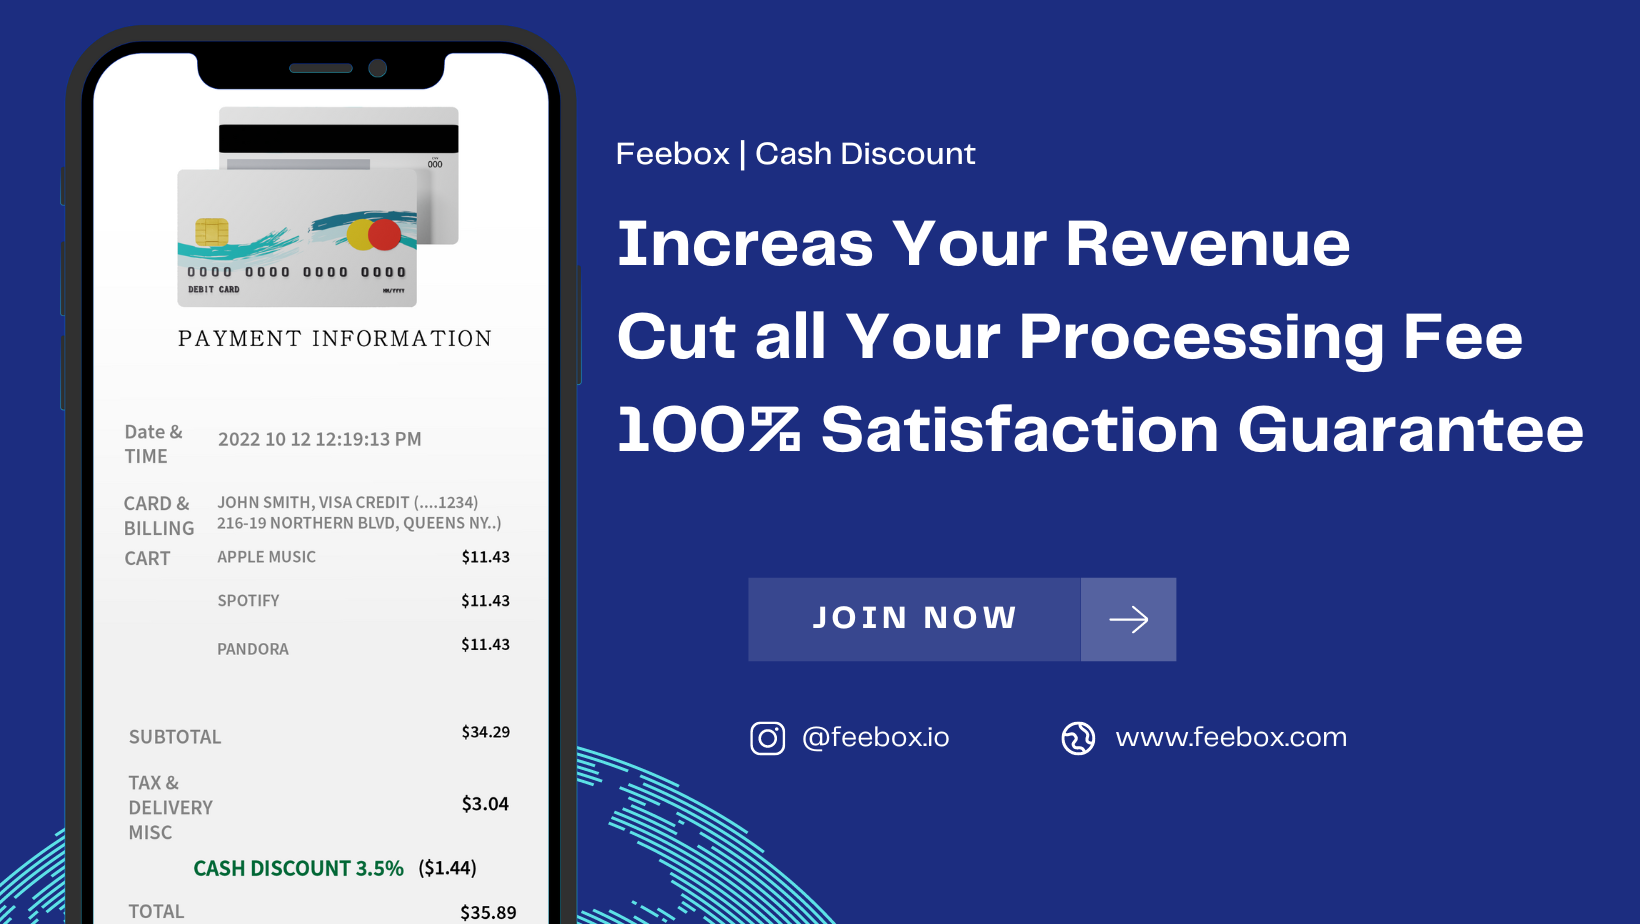 000
0000 0000 0000 0000
DEBIT CARD
MM/YYYY
PAYMENT INFORMATION
Date &
TIME
2022 10 12 12:19:13 PM
CARD &
BILLING
JOHN SMITH, VISA CREDIT (....1234)
216-19 NORTHERN BLVD, QUEENS NY..)
CART
APPLE MUSIC $11.43
SPOTIFY $11.43
PANDORA $11.43
SUBTOTAL $34.29
TAX &
DELIVERY
MISC
$3.04
CASH DISCOUNT 3.5% ($1.44)
TOTAL $35.89
Feebox | Cash Discount
Increas Your Revenue
Cut all Your Processing Fee
100% Satisfaction Guarantee
JOIN NOW
@feebox.io
www.feebox.com